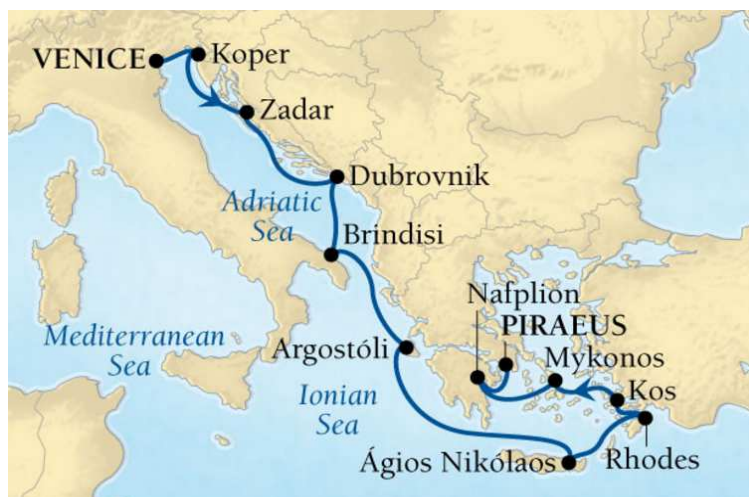 VENICE
Koper
Zadar
Dubrovnik
Adriatic
Sea
Brindisi
Nafplion
PIRAEUS
Mediterranean
Sea
Argostóli
Mykonos
Ionian
Sea
Kos
Ágios Nikólaos
Rhodes